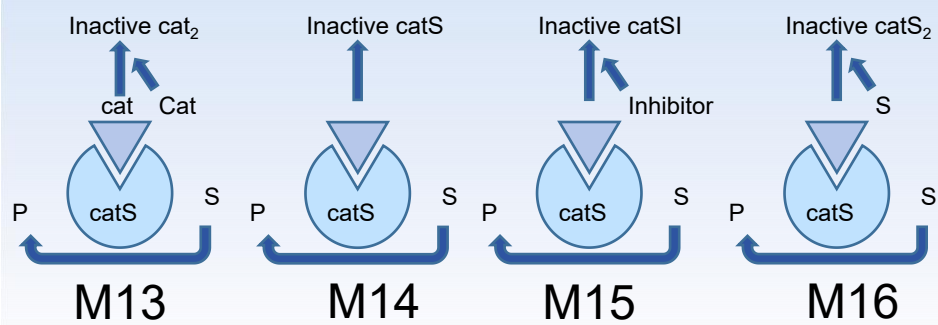 Inactive cat₂
cat Cat
catS
P
S
M13
Inactive catS
catS
P
S
M14
Inactive catSI
Inhibitor
catS
P
S
M15
Inactive catS₂
S
catS
P
S
M16